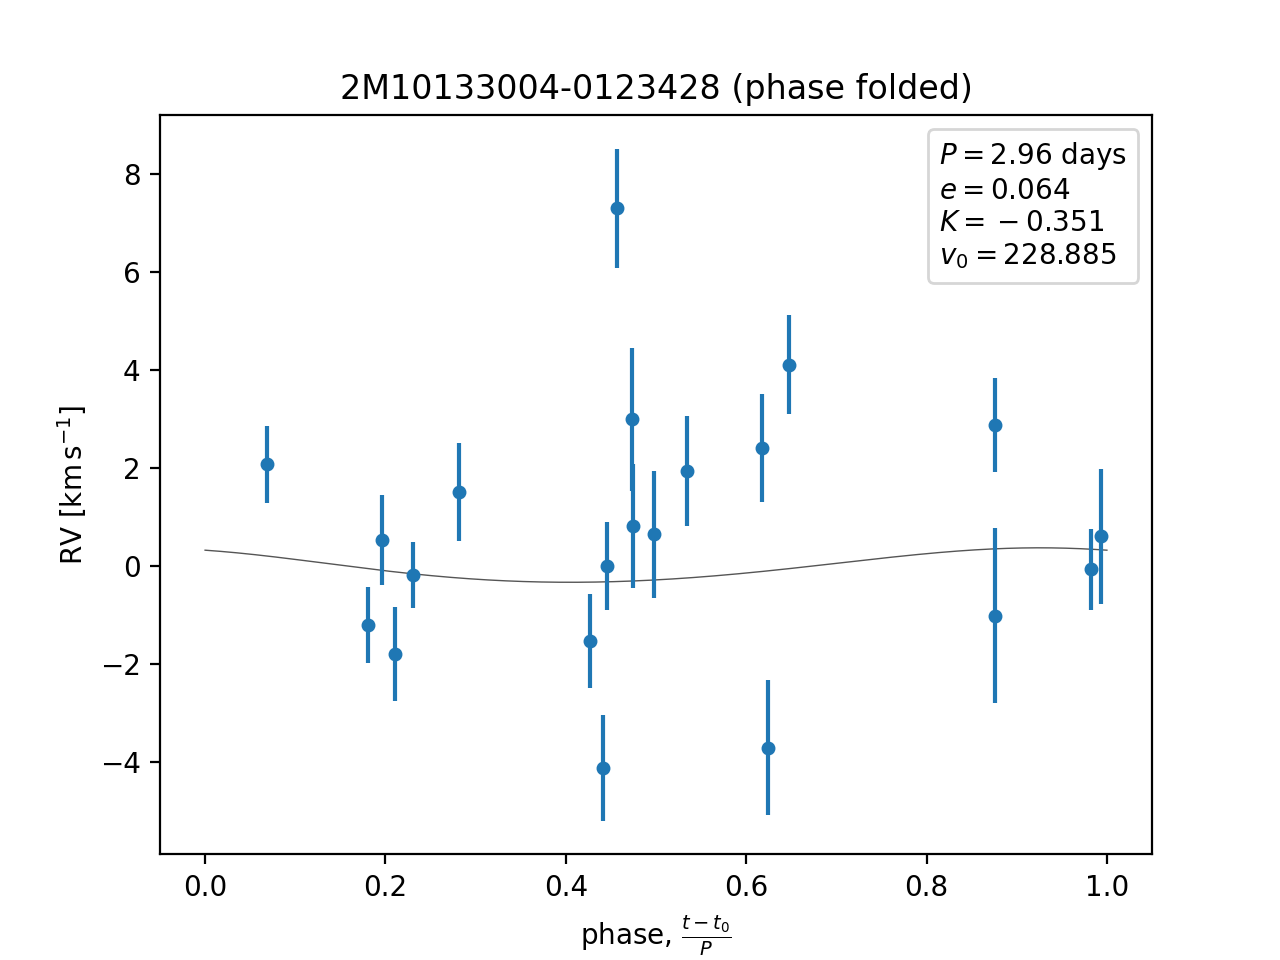 2M10133004-0123428 (phase folded)
P = 2.96 days
e = 0.064
K = −0.351
v₀ = 228.885
RV [km s⁻¹]
8
6
4
2
0
−2
−4
0.0 0.2 0.4 0.6 0.8 1.0
phase, (t − t₀)/P